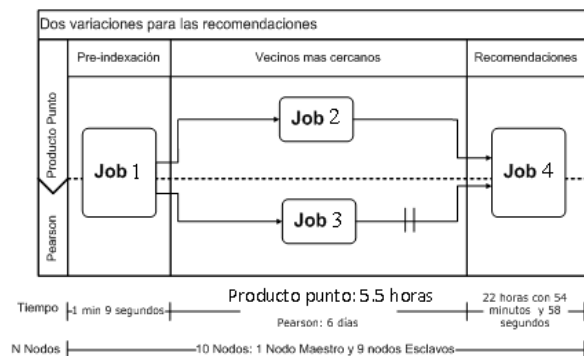 Dos variaciones para las recomendaciones
Pre-indexación
Vecinos mas cercanos
Recomendaciones
Producto Punto
Pearson
Job 1
Job 2
Job 3
Job 4
Tiempo
1 min 9 segundos
Producto punto: 5.5 horas
Pearson: 6 días
22 horas con 54
minutos y 58
segundos
N Nodos
10 Nodos: 1 Nodo Maestro y 9 nodos Esclavos